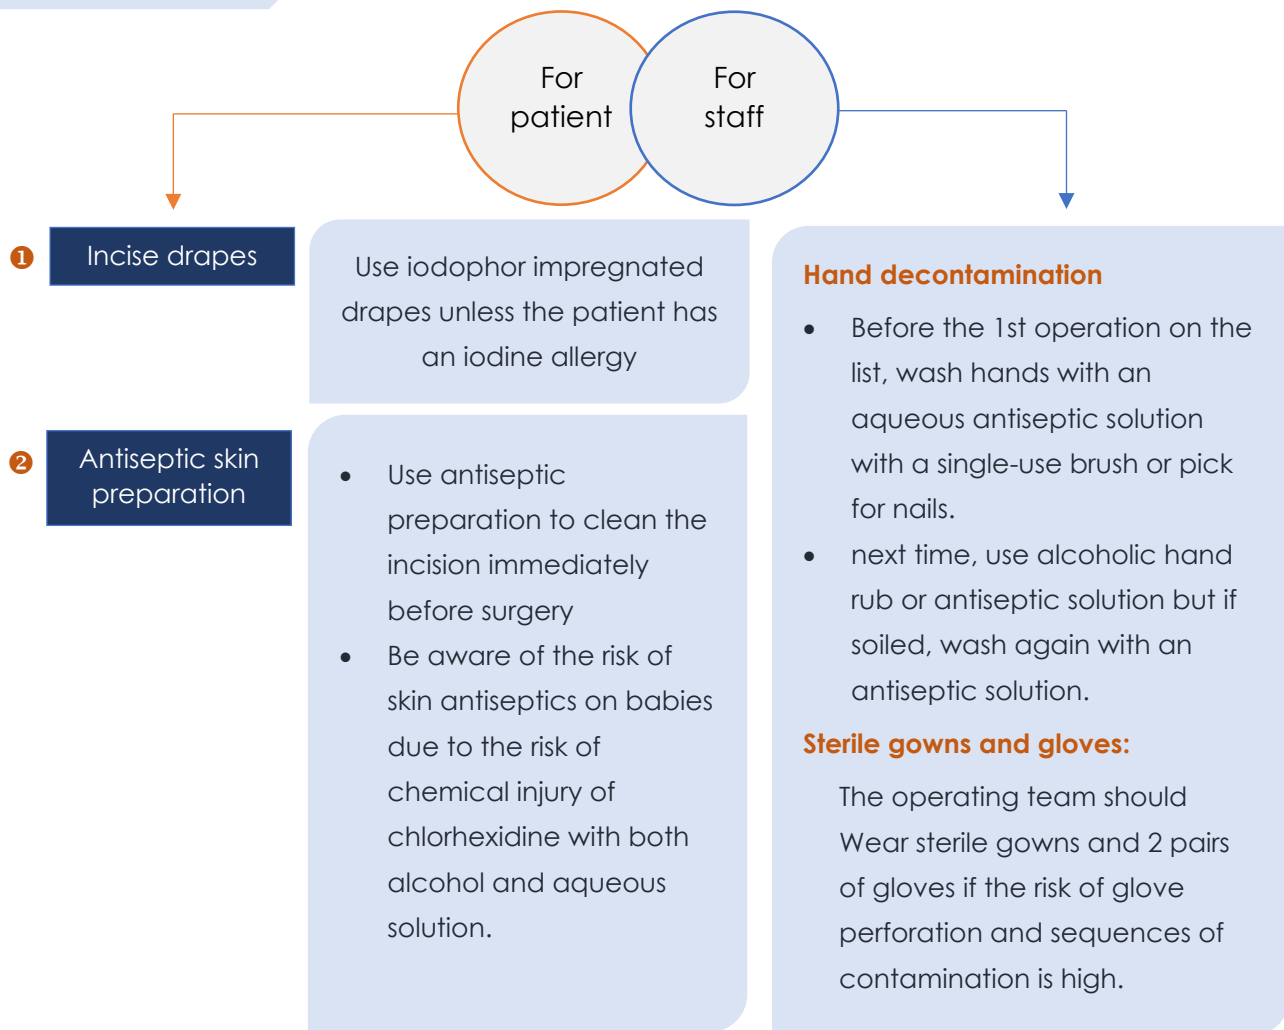 For
patient
For
staff
❶
Incise drapes
Use iodophor impregnated
drapes unless the patient has
an iodine allergy
❷
Antiseptic skin
preparation
• Use antiseptic
preparation to clean the
incision immediately
before surgery
• Be aware of the risk of
skin antiseptics on babies
due to the risk of
chemical injury of
chlorhexidine with both
alcohol and aqueous
solution.
Hand decontamination
• Before the 1st operation on the
list, wash hands with an
aqueous antiseptic solution
with a single-use brush or pick
for nails.
• next time, use alcoholic hand
rub or antiseptic solution but if
soiled, wash again with an
antiseptic solution.
Sterile gowns and gloves:
The operating team should
Wear sterile gowns and 2 pairs
of gloves if the risk of glove
perforation and sequences of
contamination is high.